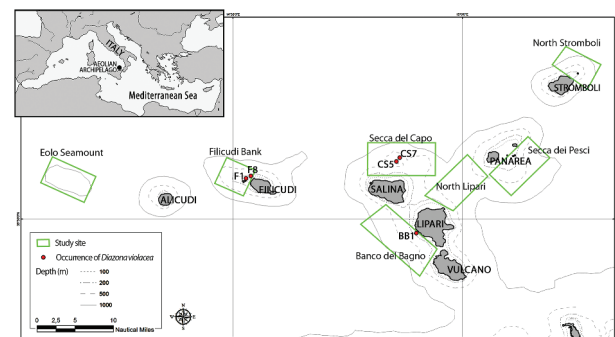 ITALY
AEOLIAN
ARCHIPELAGO
Mediterranean Sea
North Stromboli
STROMBOLI
Secca del Capo
CS7
CS5
Secca dei Pesci
PANAREA
Eolo Seamount
Filicudi Bank
F8
F1
FILICUDI
ALICUDI
SALINA
North Lipari
LIPARI
BB1
Banco del Bagno
VULCANO
Study site
Occurrence of Diazona violacea
Depth (m)
100
200
500
1000
0 2,5 5 10
Nautical Miles
N